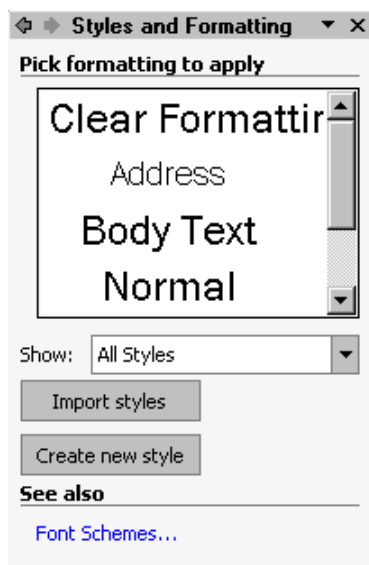 Styles and Formatting
Pick formatting to apply
Clear Formattin
Address
Body Text
Normal
Show: All Styles
Import styles
Create new style
See also
Font Schemes...